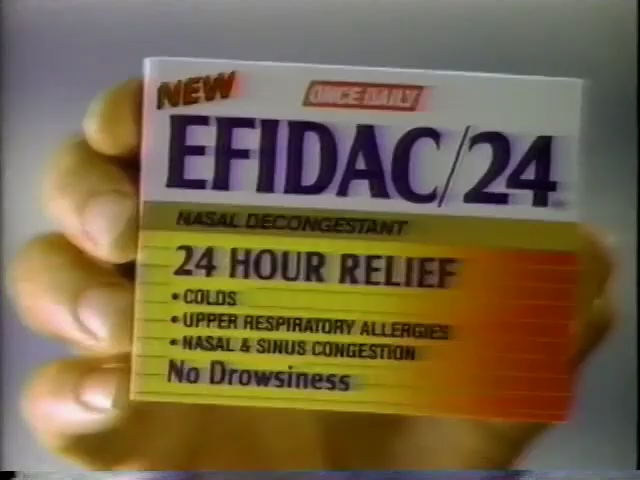 NEW
ONCE DAILY
EFIDAC/24
NASAL DECONGESTANT
24 HOUR RELIEF
• COLDS
• UPPER RESPIRATORY ALLERGIES
• NASAL & SINUS CONGESTION
No Drowsiness